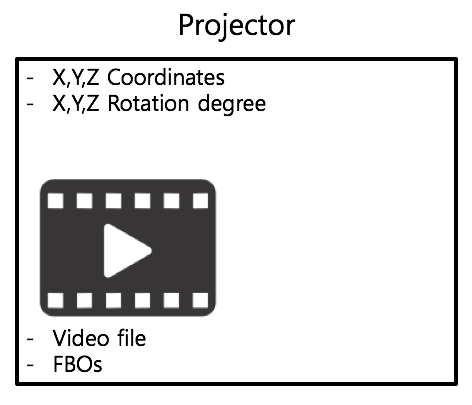 Projector
- X,Y,Z Coordinates
- X,Y,Z Rotation degree
- Video file
- FBOs